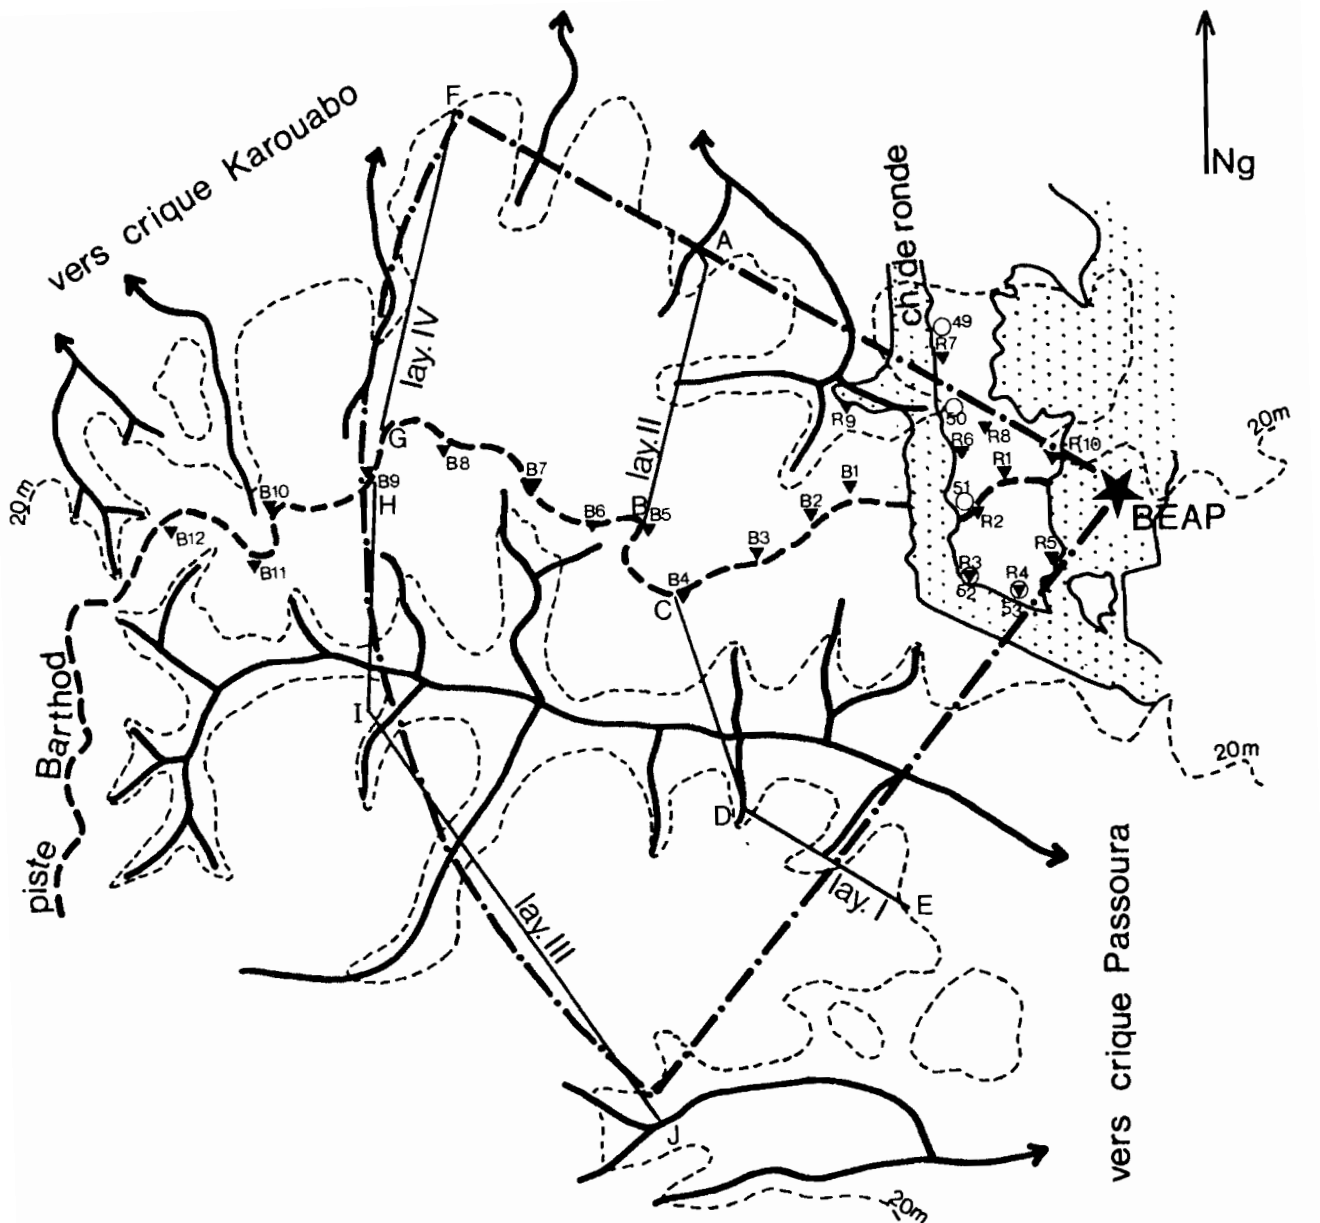 F
vers crique Karouabo
Ng
ch. de ronde
A
lay. IV
49
R7
20m
50
R9
R8
R6
R10
G
B8
lay. II
R1
B9
B7
B1
H
B10
B
B6
B5
B2
51
R2
BEAP
20m
B12
B3
R5
B11
B4
R3
R4
C
52
53
piste Barthod
I
20m
D
lay. I
E
lay. III
vers crique Passoura
J
20m